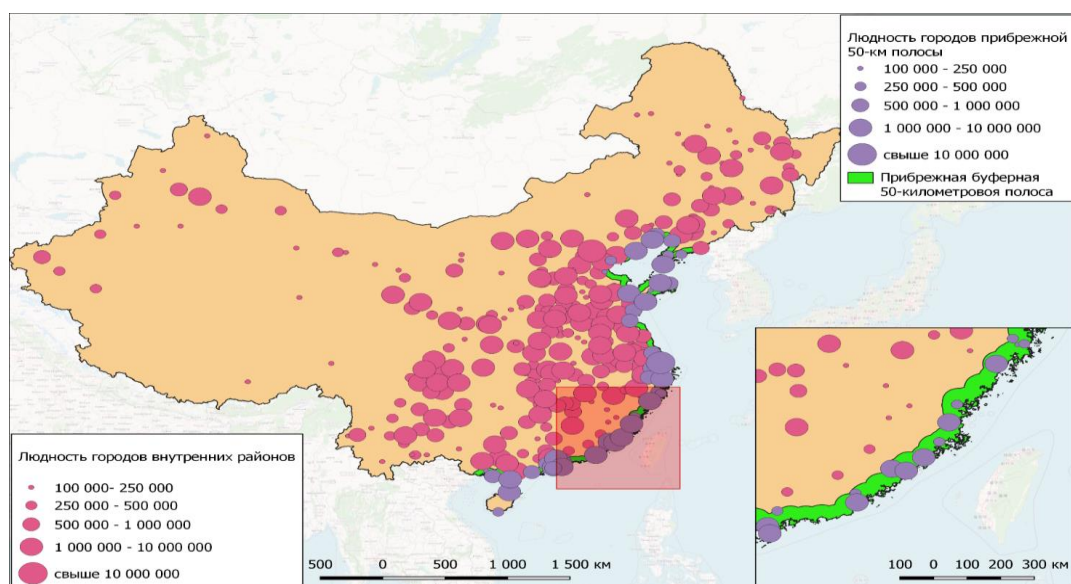 Людность городов прибрежной
50-км полосы
100 000 - 250 000
250 000 - 500 000
500 000 - 1 000 000
1 000 000 - 10 000 000
свыше 10 000 000
Прибрежная буферная
50-километровоя полоса
Людность городов внутренних районов
100 000- 250 000
250 000 - 500 000
500 000 - 1 000 000
1 000 000 - 10 000 000
свыше 10 000 000
500 0 500 1 000 1 500 км
100 0 100 200 300 км